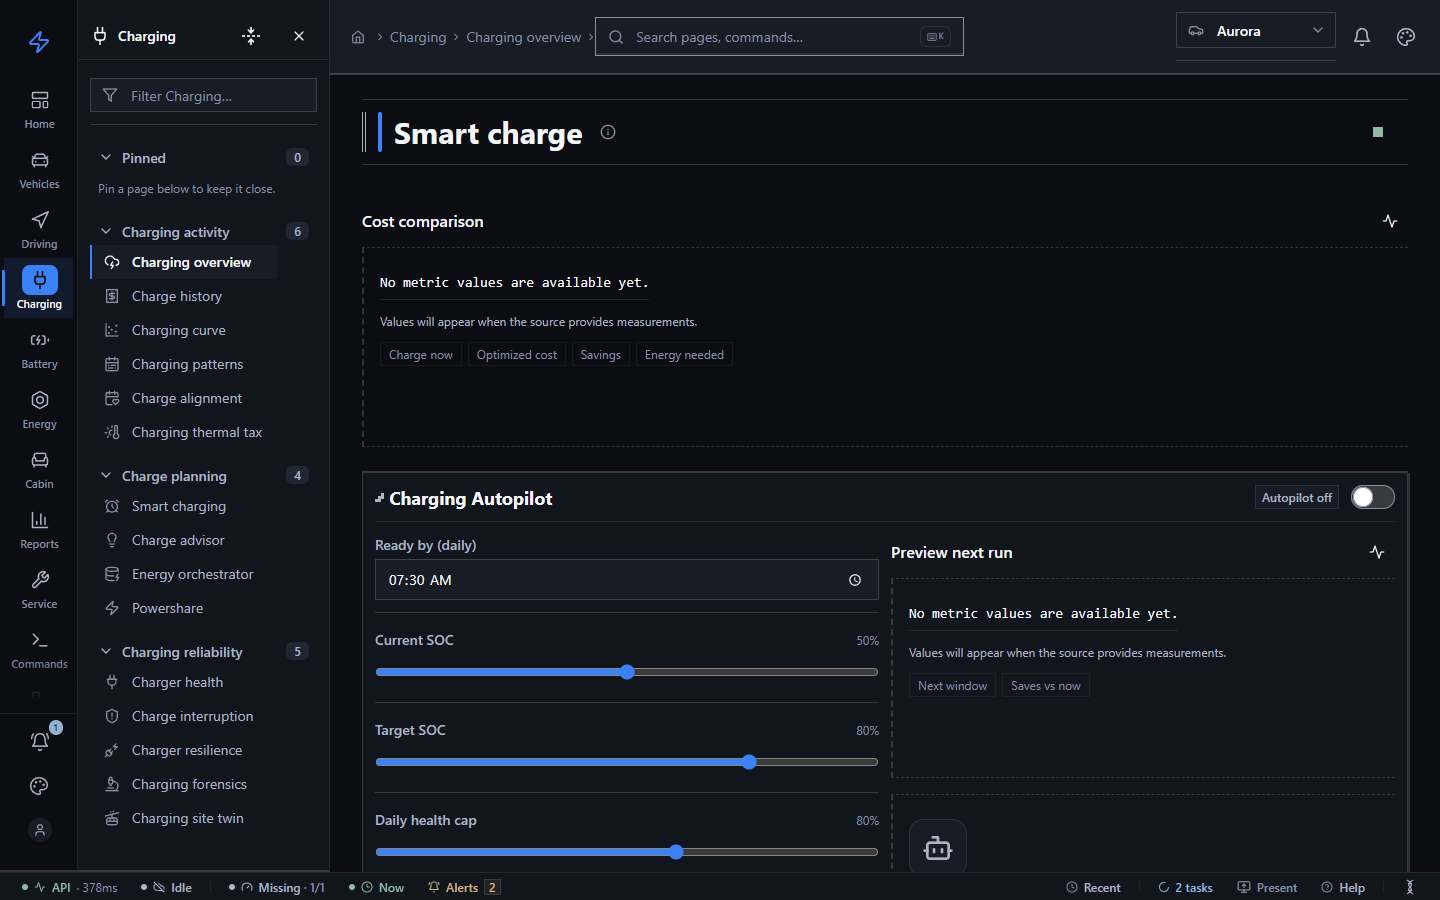 Charging
Filter Charging...
Home
Vehicles
Driving
Charging
Battery
Energy
Cabin
Reports
Service
Commands
1
Pinned 0
Pin a page below to keep it close.
Charging activity 6
Charging overview
Charge history
Charging curve
Charging patterns
Charge alignment
Charging thermal tax
Charge planning 4
Smart charging
Charge advisor
Energy orchestrator
Powershare
Charging reliability 5
Charger health
Charge interruption
Charger resilience
Charging forensics
Charging site twin
Charging > Charging overview >
Search pages, commands... K
Aurora
Smart charge
Cost comparison
No metric values are available yet.
Values will appear when the source provides measurements.
Charge now Optimized cost Savings Energy needed
Charging Autopilot
Autopilot off
Ready by (daily)
07:30 AM
Current SOC 50%
Target SOC 80%
Daily health cap 80%
Preview next run
No metric values are available yet.
Values will appear when the source provides measurements.
Next window Saves vs now
API · 378ms Idle Missing · 1/1 Now Alerts 2 Recent 2 tasks Present Help